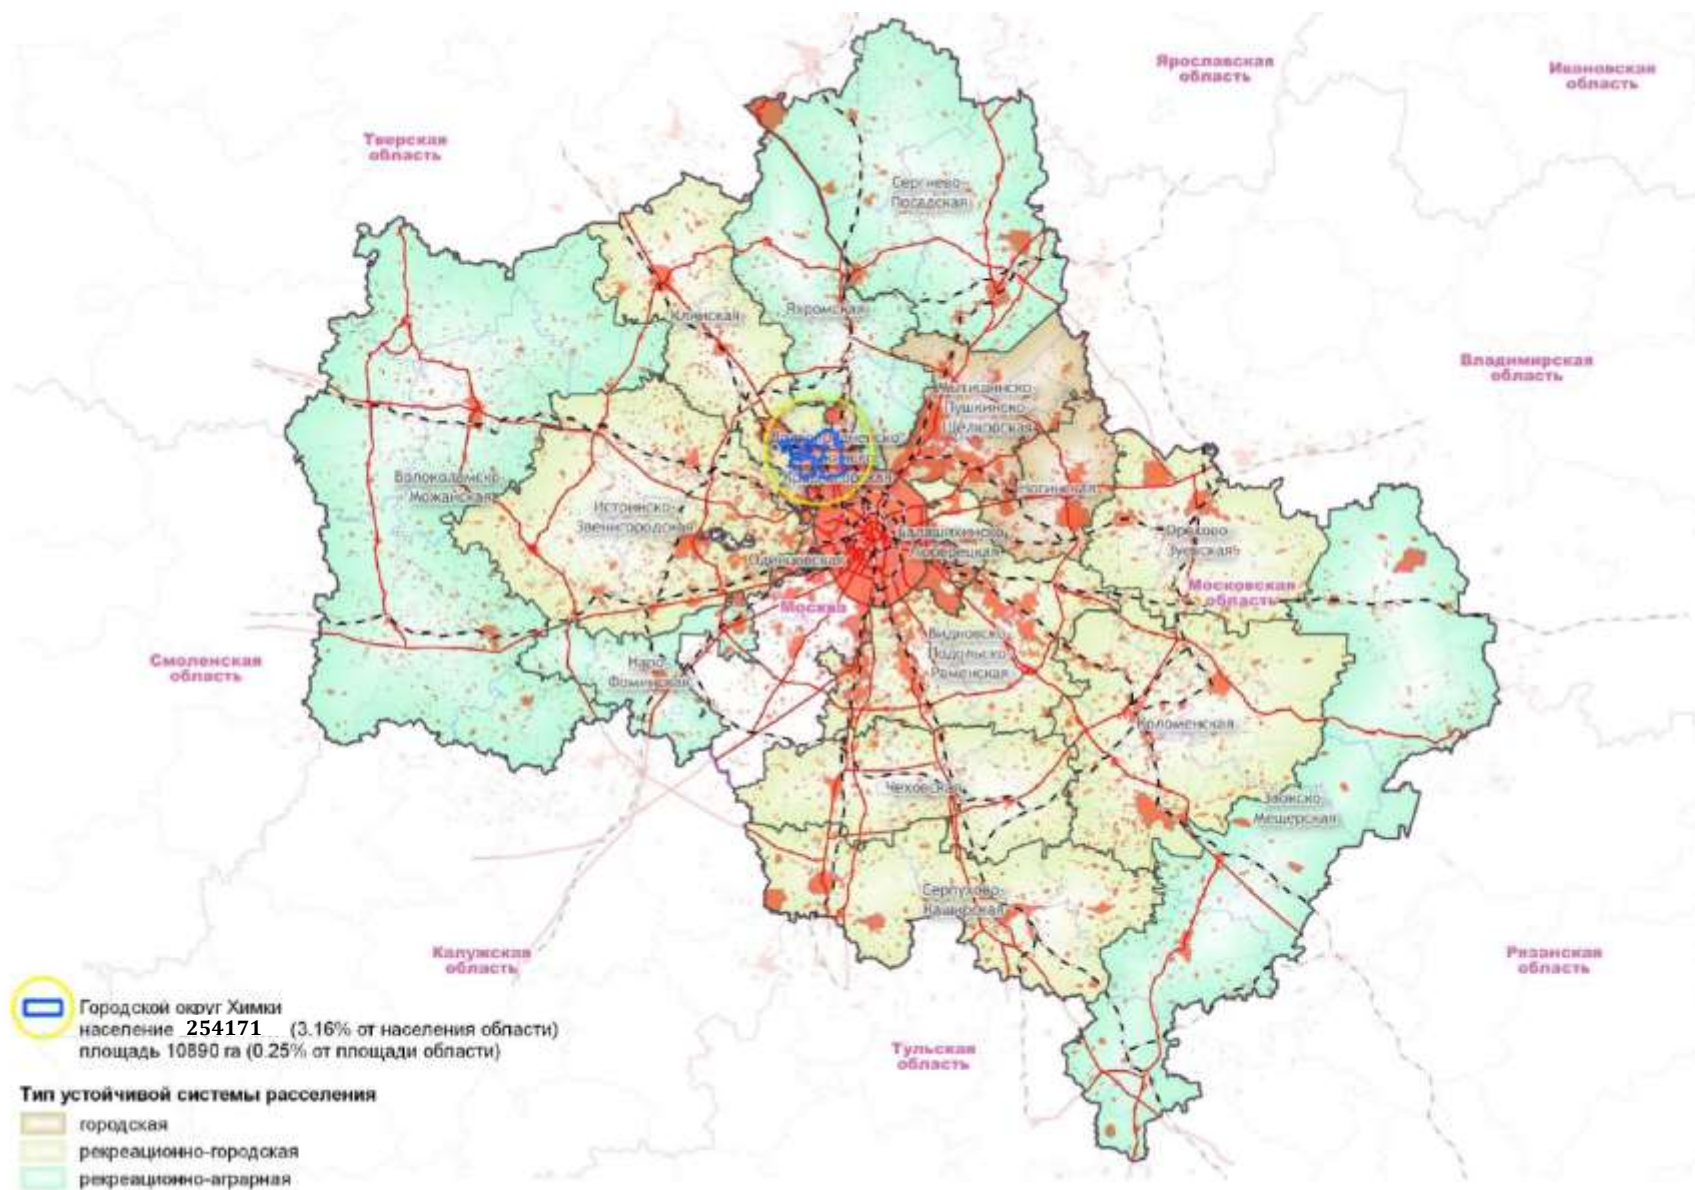 Ярославская
область
Ивановская
область
Тверская
область
Сергиево-
Посадская
Клинская
Яхромская
Владимирская
область
Мытищинско-
Пушкинско-
Щёлковская
Волоколамско-
Можайская
Красногорская
Ногинская
Истринско-
Звенигородская
Орехово-
Зуевская
Балашихинско-
Люберецкая
Одинцовская
Московская
область
Москва
Смоленская
область
Наро-
Фоминская
Видновско-
Подольско-
Раменская
Коломенская
Чеховская
Заокско-
Мещерская
Серпухово-
Каширская
Калужская
область
Рязанская
область
Тульская
область
Городской округ Химки
население 254171 (3.16% от населения области)
площадь 10890 га (0.25% от площади области)
Тип устойчивой системы расселения
городская
рекреационно-городская
рекреационно-аграрная